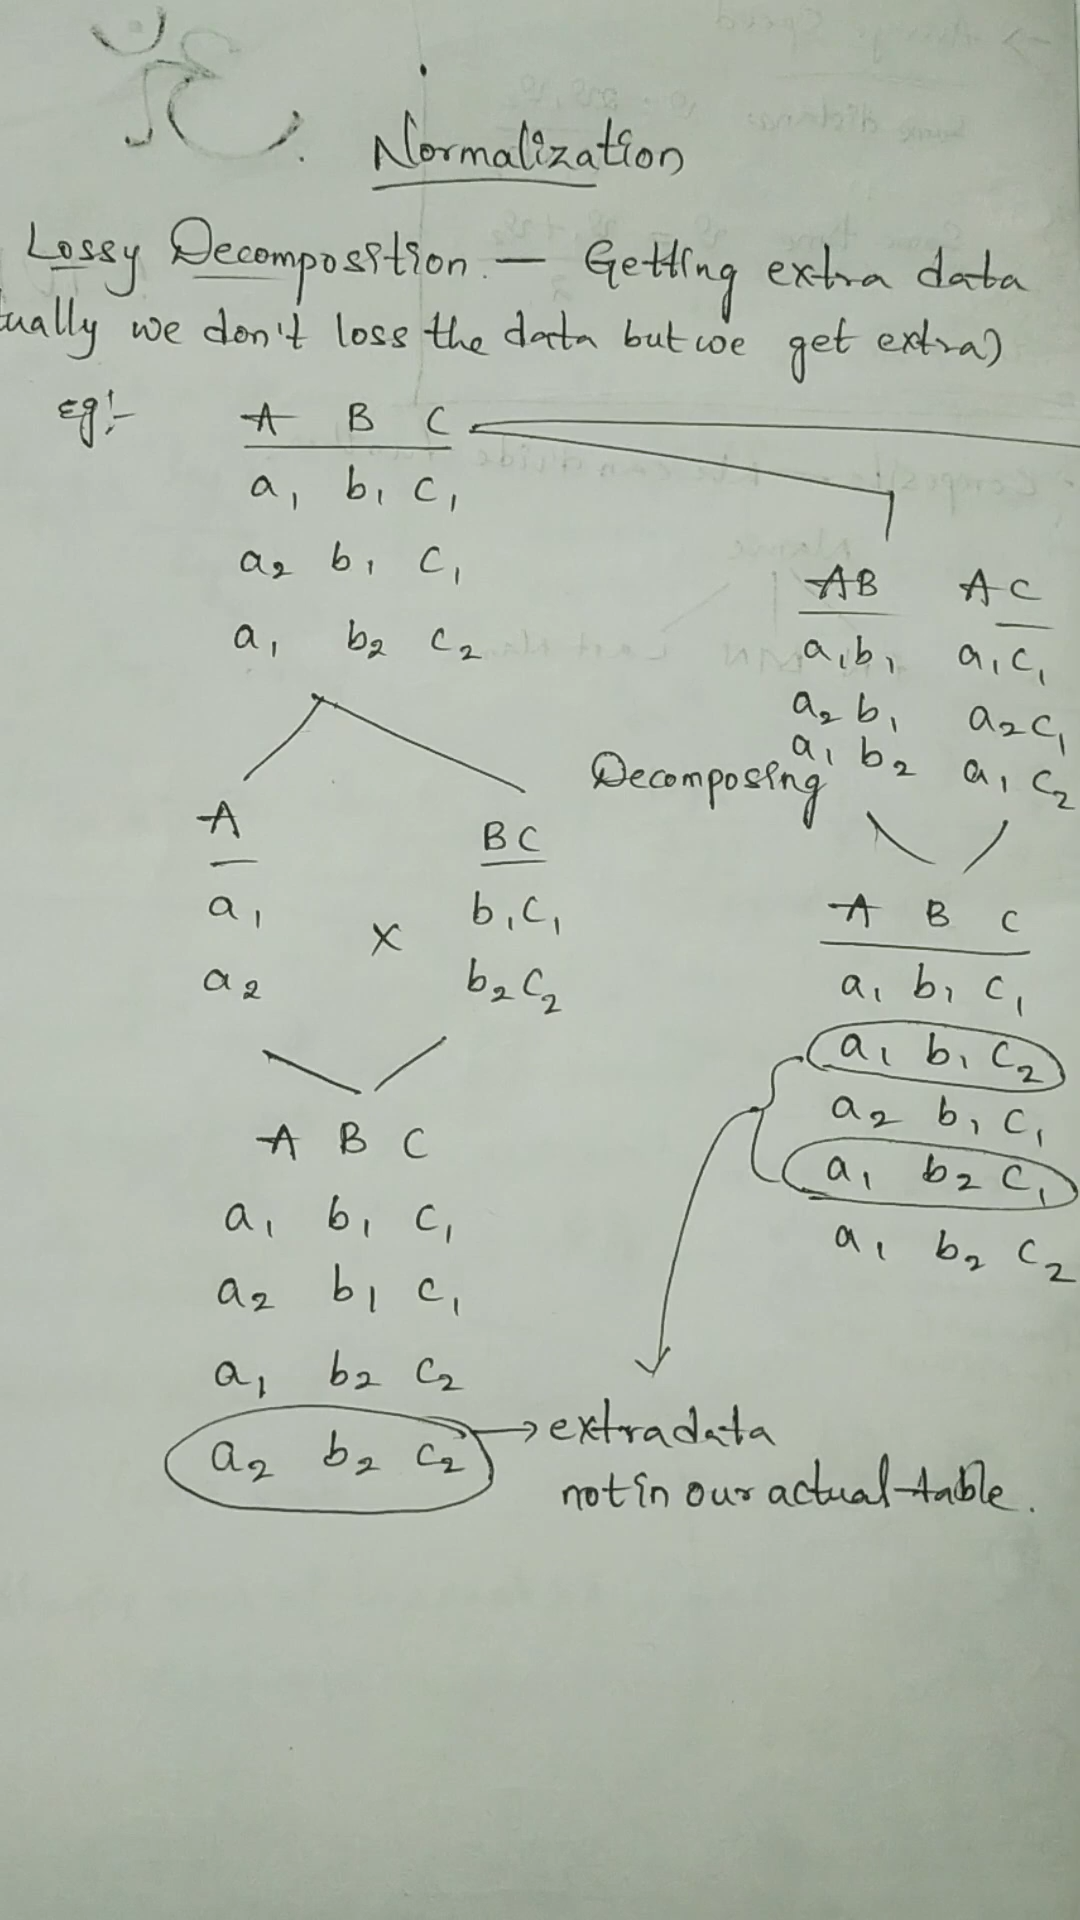 ॐ
Normalization
Lossy Decomposition. — Getting extra data
tually we don't loss the data but we get extra)
Eg:-
A B C
a1 b1 c1
a2 b1 c1
a1 b2 c2
AB AC
a1b1 a1c1
a2b1 a2c1
a1b2 a1c2
Decomposing
A BC
a1 × b1c1
a2 b2c2
A B C
a1 b1 c1
a2 b1 c1
a1 b2 c2
a2 b2 c2
A B C
a1 b1 c1
a1 b1 c2
a2 b1 c1
a1 b2 c1
a1 b2 c2
→ extra data
not in our actual table.